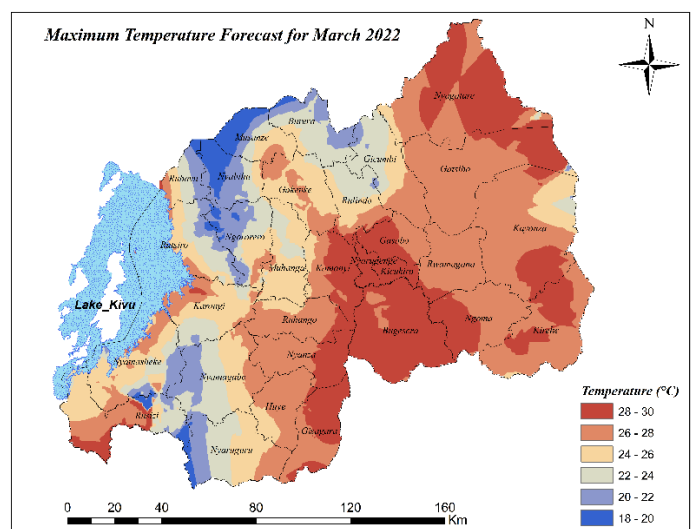 Maximum Temperature Forecast for March 2022
N
Nyagatare
Burera
Musanze
Gicumbi
Gatsibo
Rubavu
Nyabihu
Gakenke
Rulindo
Kayonza
Ngororero
Rutsiro
Gasabo
Nyarugenge
Kicukiro
Rwamagana
Muhanga
Kamonyi
Lake_Kivu
Karongi
Ruhango
Bugesera
Ngoma
Kirehe
Nyamasheke
Nyanza
Nyamagabe
Huye
Rusizi
Gisagara
Nyaruguru
Temperature (°C)
28 - 30
26 - 28
24 - 26
22 - 24
20 - 22
18 - 20
0 20 40 80 120 160
Km